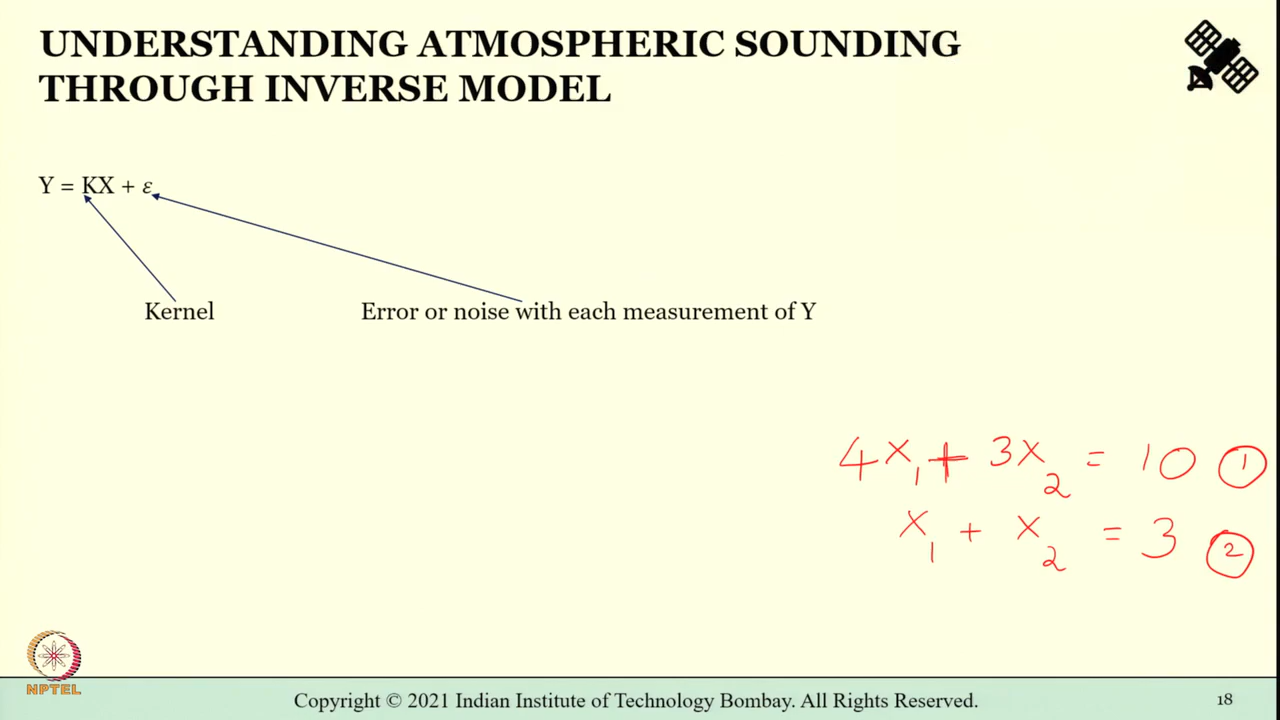 UNDERSTANDING ATMOSPHERIC SOUNDING
THROUGH INVERSE MODEL
Y = KX + ε
Kernel
Error or noise with each measurement of Y
4x₁ + 3x₂ = 10 ①
x₁ + x₂ = 3 ②
NPTEL
Copyright © 2021 Indian Institute of Technology Bombay. All Rights Reserved.
18